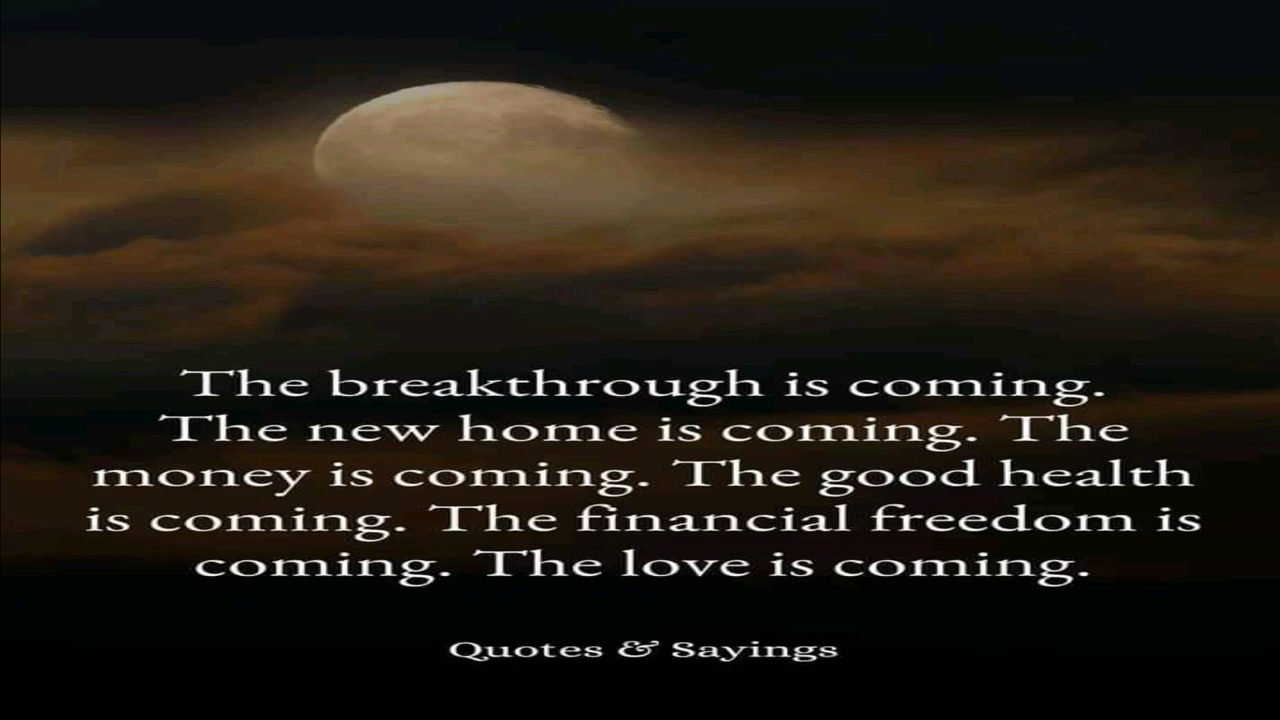 The breakthrough is coming.
The new home is coming. The
money is coming. The good health
is coming. The financial freedom is
coming. The love is coming.
Quotes & Sayings